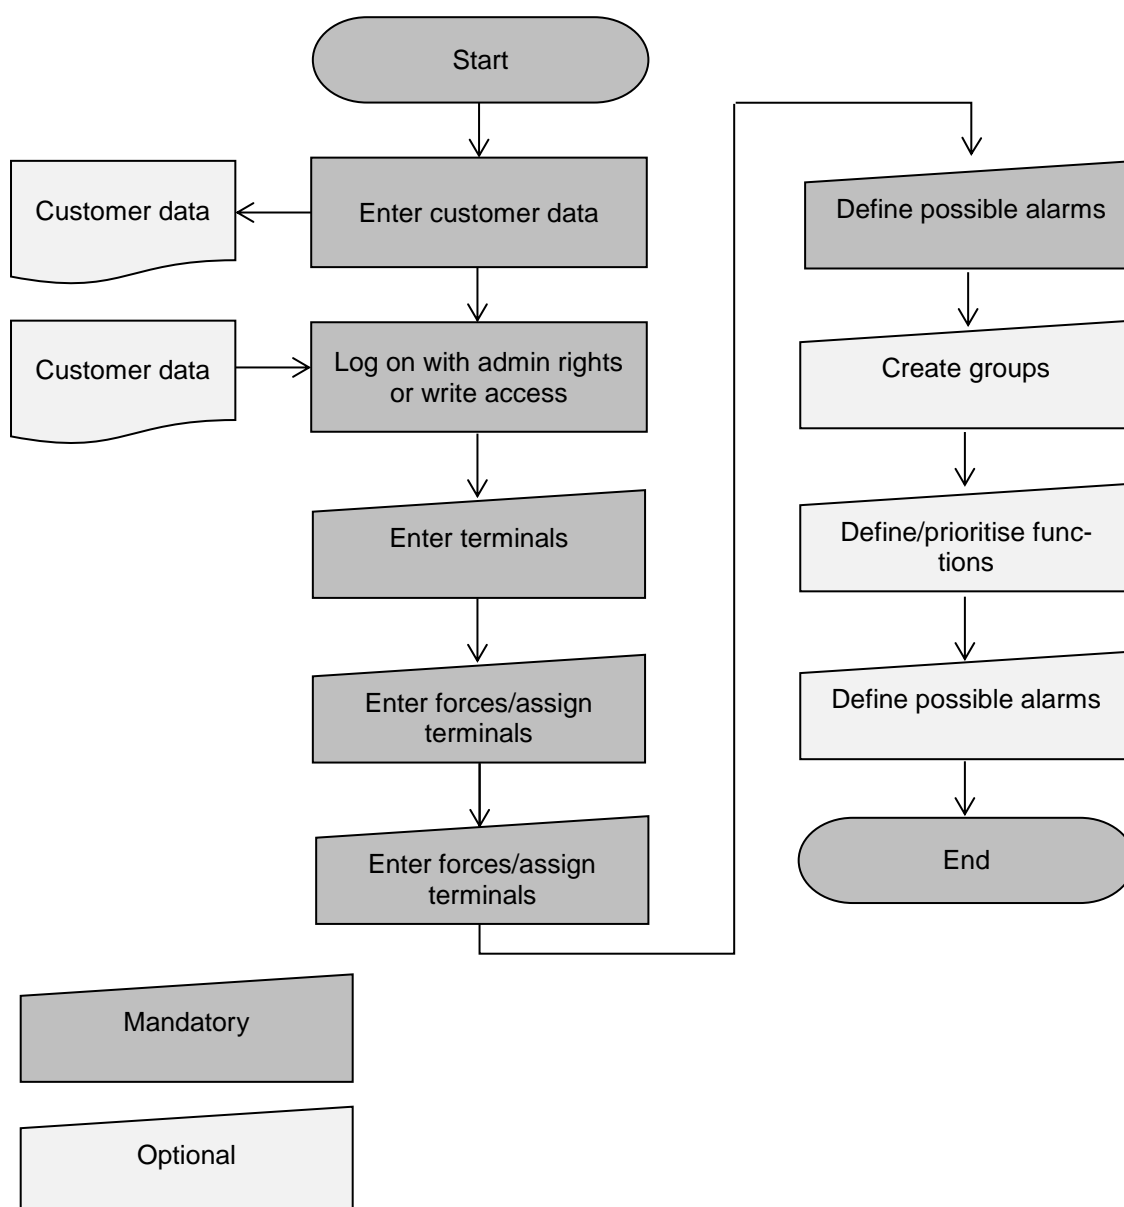 Start
Customer data
Enter customer data
Customer data
Log on with admin rights
or write access
Enter terminals
Enter forces/assign
terminals
Enter forces/assign
terminals
Define possible alarms
Create groups
Define/prioritise func-
tions
Define possible alarms
End
Mandatory
Optional